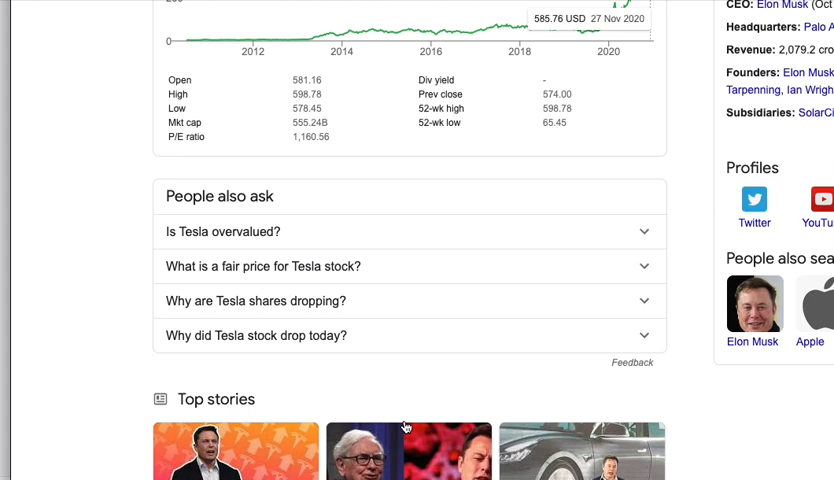 585.76 USD 27 Nov 2020
0
2012 2014 2016 2018 2020
Open 581.16 Div yield -
High 598.78 Prev close 574.00
Low 578.45 52-wk high 598.78
Mkt cap 555.24B 52-wk low 65.45
P/E ratio 1,160.56
People also ask
Is Tesla overvalued?
What is a fair price for Tesla stock?
Why are Tesla shares dropping?
Why did Tesla stock drop today?
Feedback
Top stories
CEO: Elon Musk (Oct
Headquarters: Palo A
Revenue: 2,079.2 cro
Founders: Elon Musk
Tarpenning, Ian Wrigh
Subsidiaries: SolarCi
Profiles
Twitter YouTu
People also sea
Elon Musk Apple